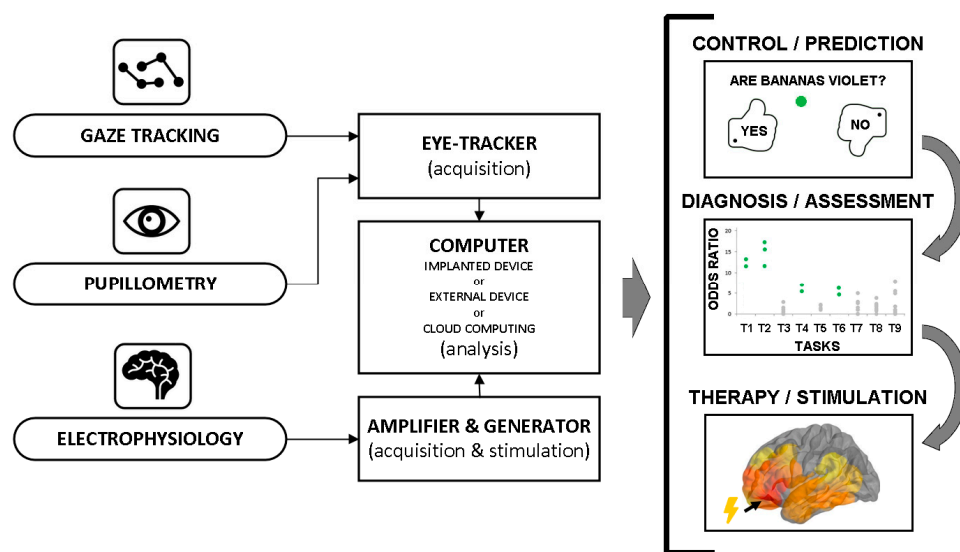 GAZE TRACKING
PUPILLOMETRY
ELECTROPHYSIOLOGY
EYE-TRACKER
(acquisition)
COMPUTER
IMPLANTED DEVICE
or
EXTERNAL DEVICE
or
CLOUD COMPUTING
(analysis)
AMPLIFIER & GENERATOR
(acquisition & stimulation)
CONTROL / PREDICTION
ARE BANANAS VIOLET?
YES
NO
DIAGNOSIS / ASSESSMENT
ODDS RATIO
20
15
10
5
0
T1 T2 T3 T4 T5 T6 T7 T8 T9
TASKS
THERAPY / STIMULATION